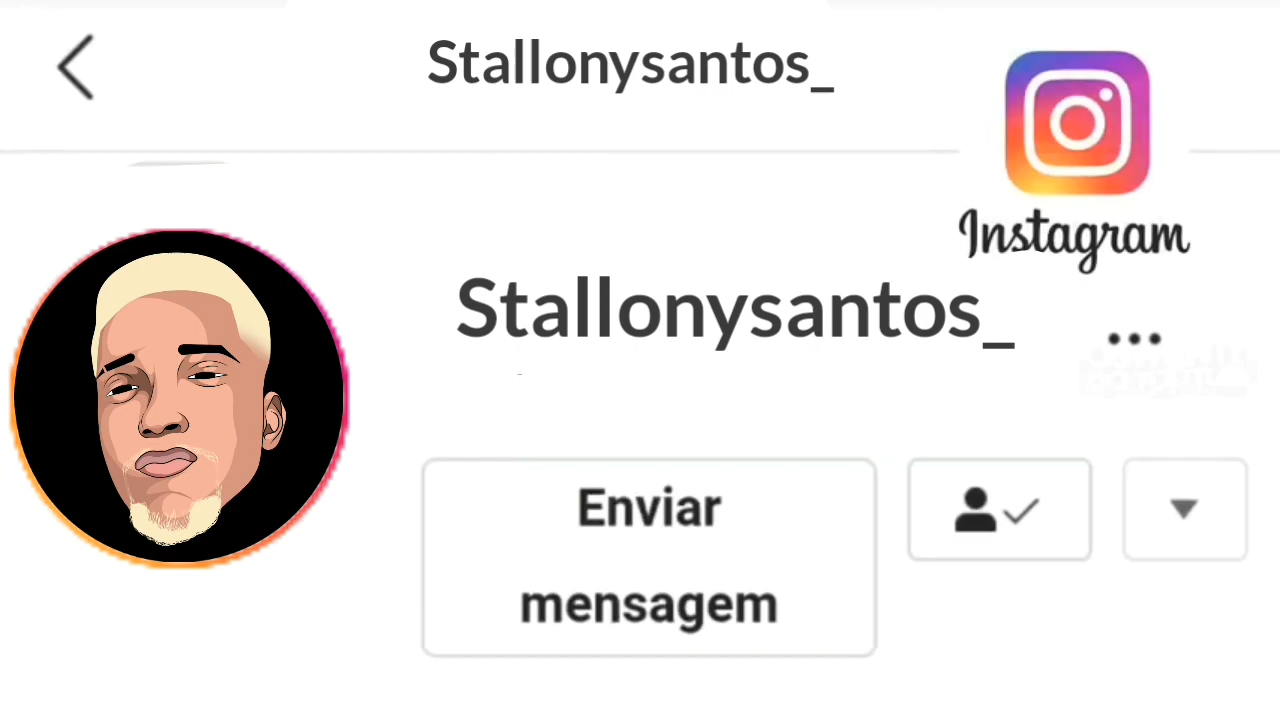 Stallonysantos_
Instagram
Stallonysantos_
Enviar
mensagem